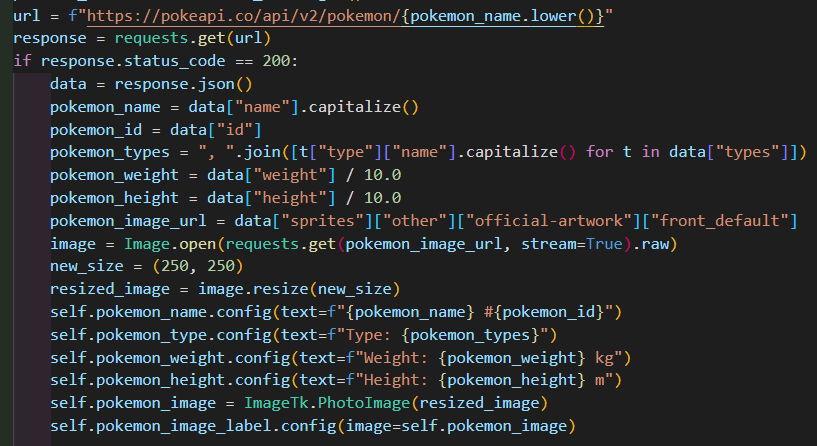 url = f"https://pokeapi.co/api/v2/pokemon/{pokemon_name.lower()}"
response = requests.get(url)
if response.status_code == 200:
    data = response.json()
    pokemon_name = data["name"].capitalize()
    pokemon_id = data["id"]
    pokemon_types = ", ".join([t["type"]["name"].capitalize() for t in data["types"]])
    pokemon_weight = data["weight"] / 10.0
    pokemon_height = data["height"] / 10.0
    pokemon_image_url = data["sprites"]["other"]["official-artwork"]["front_default"]
    image = Image.open(requests.get(pokemon_image_url, stream=True).raw)
    new_size = (250, 250)
    resized_image = image.resize(new_size)
    self.pokemon_name.config(text=f"{pokemon_name} #{pokemon_id}")
    self.pokemon_type.config(text=f"Type: {pokemon_types}")
    self.pokemon_weight.config(text=f"Weight: {pokemon_weight} kg")
    self.pokemon_height.config(text=f"Height: {pokemon_height} m")
    self.pokemon_image = ImageTk.PhotoImage(resized_image)
    self.pokemon_image_label.config(image=self.pokemon_image)